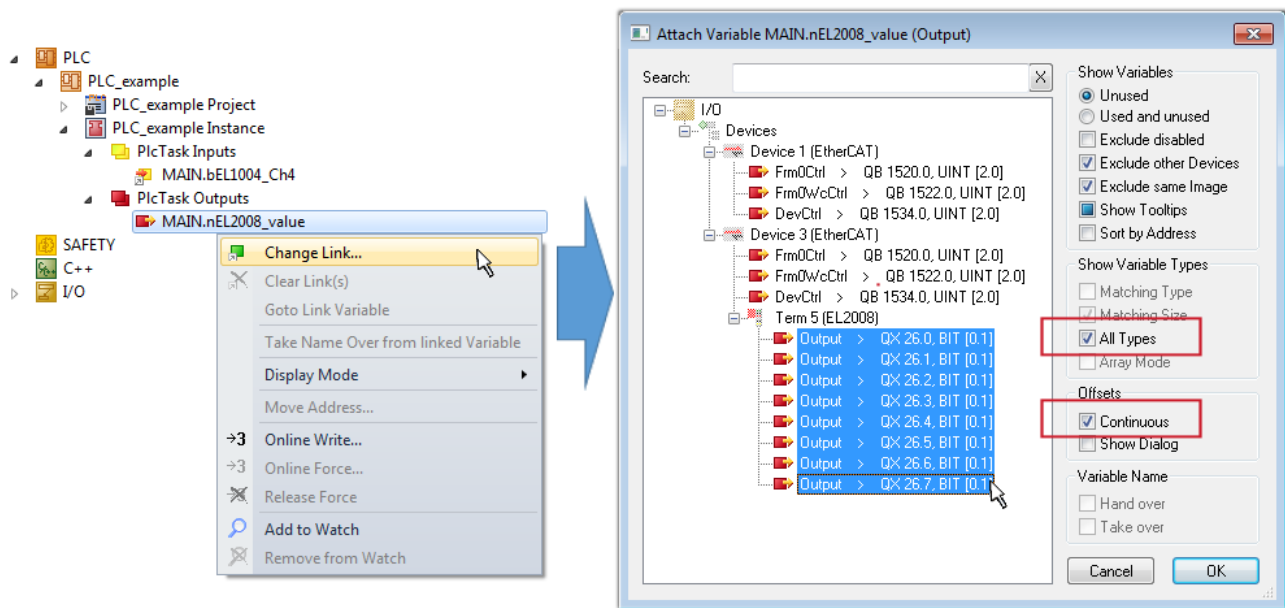 PLC
PLC_example
PLC_example Project
PLC_example Instance
PlcTask Inputs
MAIN.bEL1004_Ch4
PlcTask Outputs
MAIN.nEL2008_value
SAFETY
C++
I/O
Change Link...
Clear Link(s)
Goto Link Variable
Take Name Over from linked Variable
Display Mode
Move Address...
→3 Online Write...
→3 Online Force...
Release Force
Add to Watch
Remove from Watch
Attach Variable MAIN.nEL2008_value (Output)
Search:
I/O
Devices
Device 1 (EtherCAT)
Frm0Ctrl > QB 1520.0, UINT [2.0]
Frm0WcCtrl > QB 1522.0, UINT [2.0]
DevCtrl > QB 1534.0, UINT [2.0]
Device 3 (EtherCAT)
Frm0Ctrl > QB 1520.0, UINT [2.0]
Frm0WcCtrl > QB 1522.0, UINT [2.0]
DevCtrl > QB 1534.0, UINT [2.0]
Term 5 (EL2008)
Output > QX 26.0, BIT [0.1]
Output > QX 26.1, BIT [0.1]
Output > QX 26.2, BIT [0.1]
Output > QX 26.3, BIT [0.1]
Output > QX 26.4, BIT [0.1]
Output > QX 26.5, BIT [0.1]
Output > QX 26.6, BIT [0.1]
Output > QX 26.7, BIT [0.1]
Show Variables
Unused
Used and unused
Exclude disabled
Exclude other Devices
Exclude same Image
Show Tooltips
Sort by Address
Show Variable Types
Matching Type
Matching Size
All Types
Array Mode
Offsets
Continuous
Show Dialog
Variable Name
Hand over
Take over
Cancel
OK